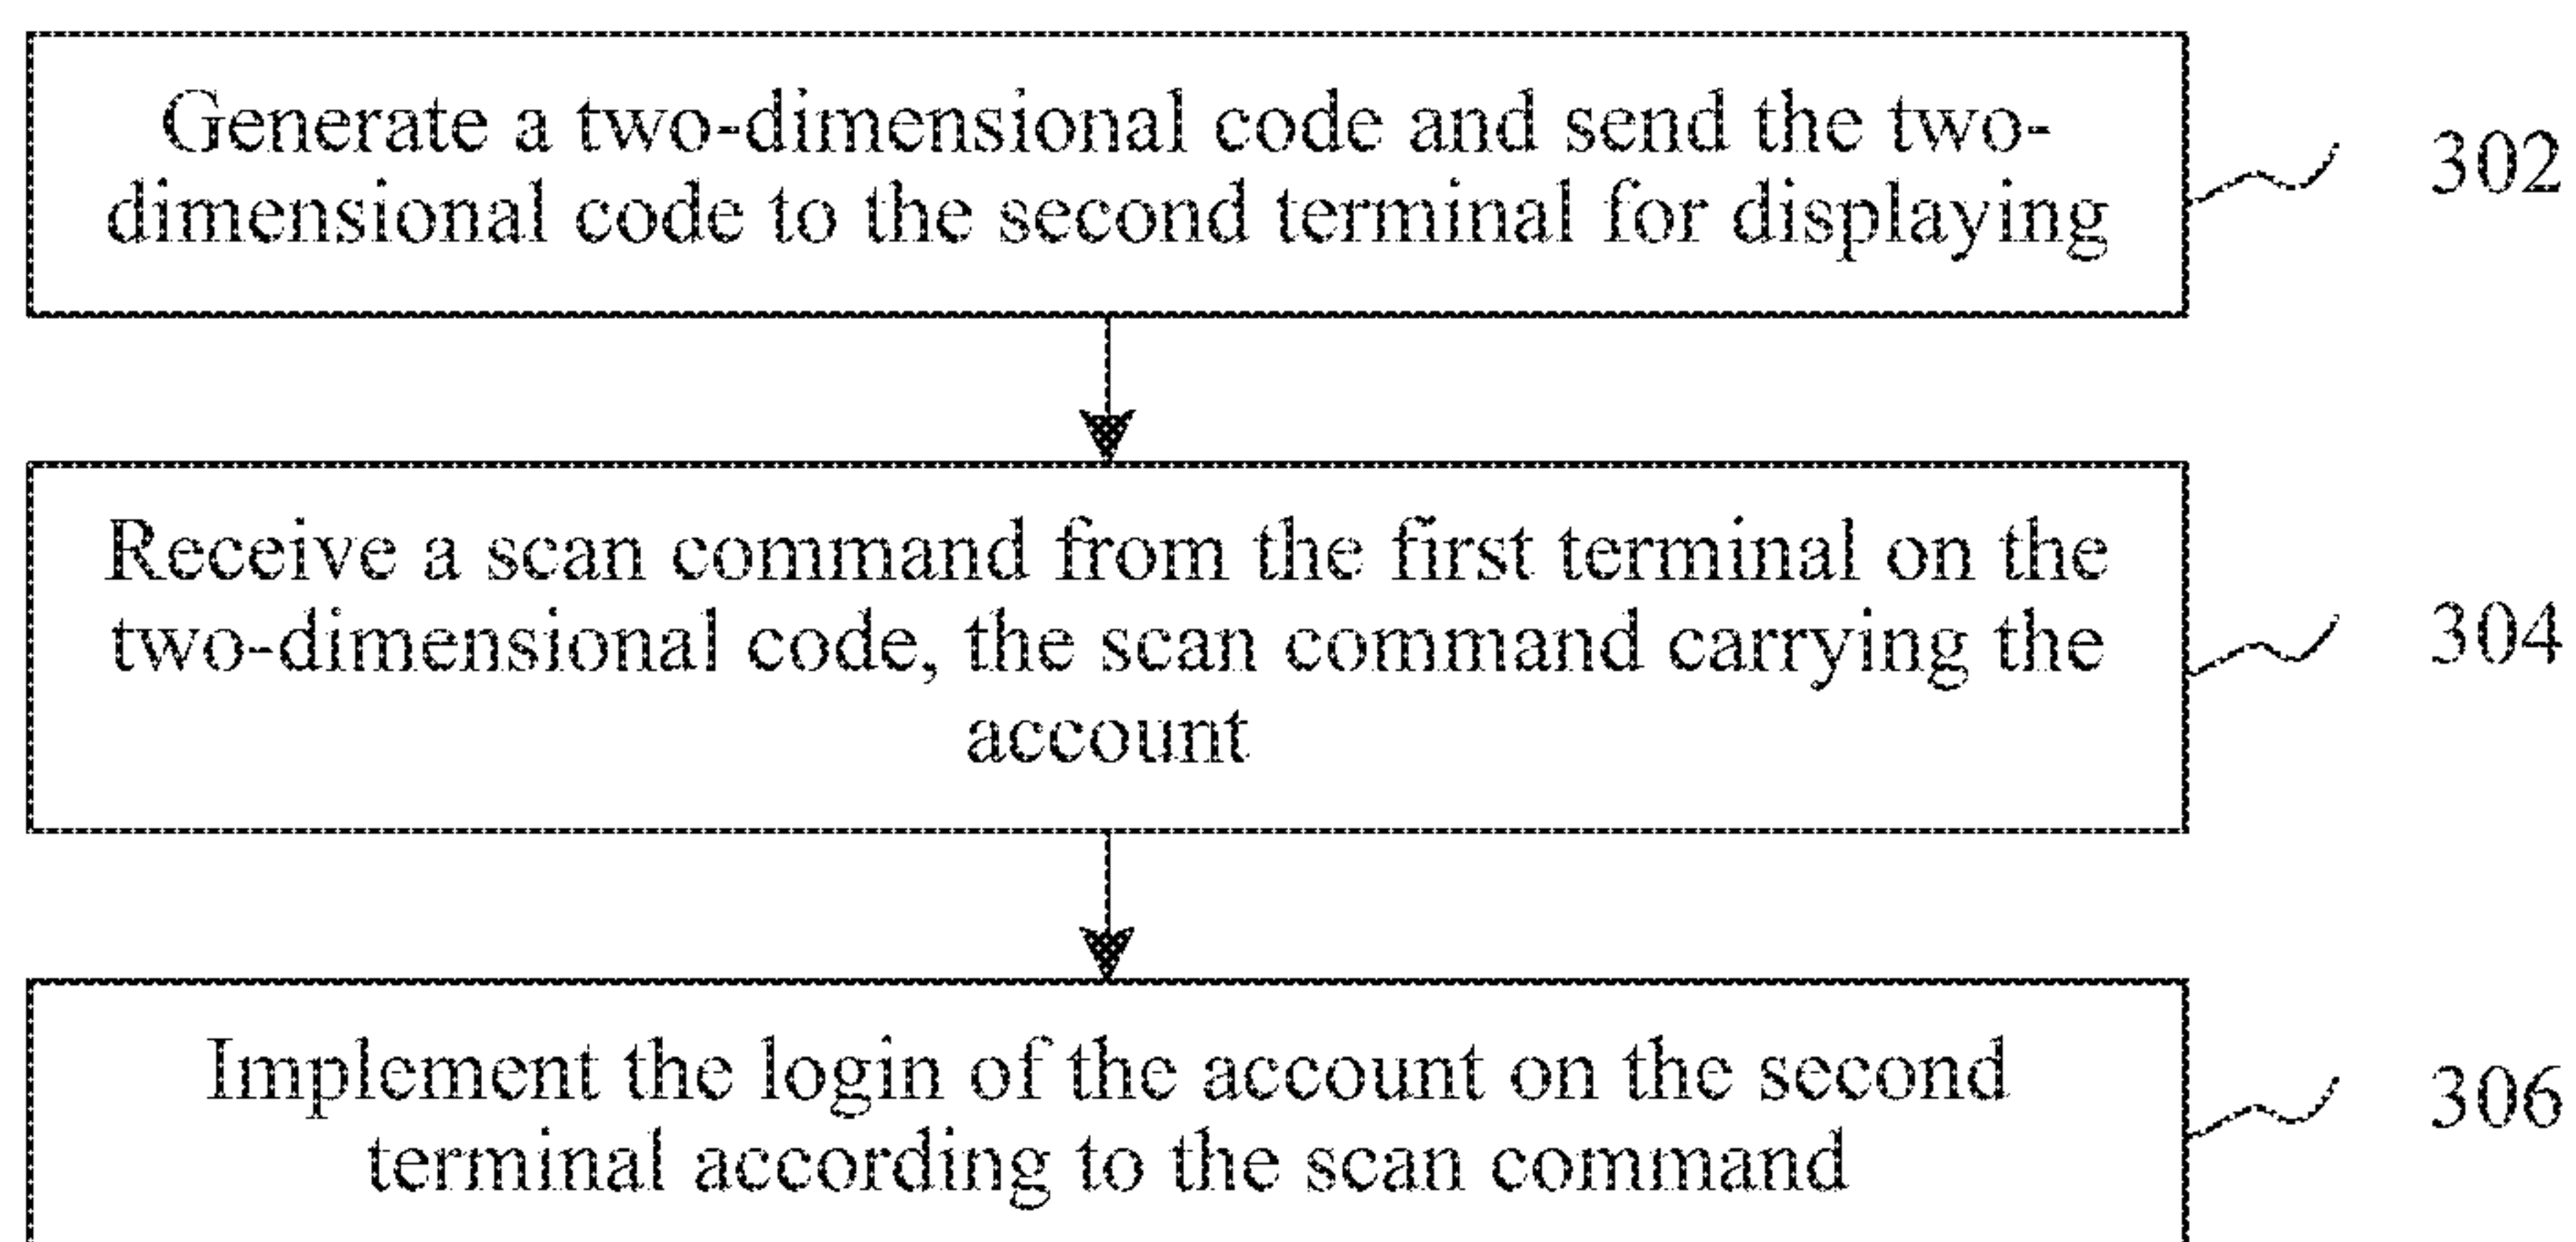 Generate a two-dimensional code and send the two-
dimensional code to the second terminal for displaying
302
Receive a scan command from the first terminal on the
two-dimensional code, the scan command carrying the
account
304
Implement the login of the account on the second
terminal according to the scan command
306